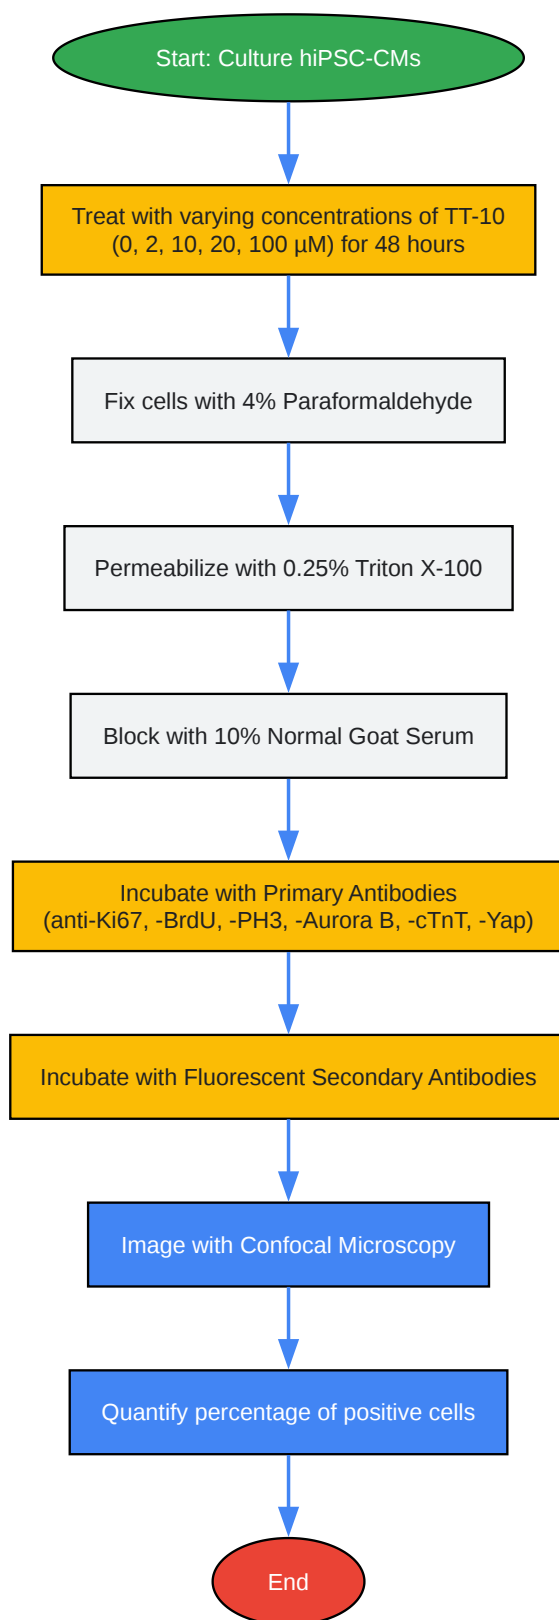 Start: Culture hiPSC-CMs
Treat with varying concentrations of TT-10
(0, 2, 10, 20, 100 µM) for 48 hours
Fix cells with 4% Paraformaldehyde
Permeabilize with 0.25% Triton X-100
Block with 10% Normal Goat Serum
Incubate with Primary Antibodies
(anti-Ki67, -BrdU, -PH3, -Aurora B, -cTnT, -Yap)
Incubate with Fluorescent Secondary Antibodies
Image with Confocal Microscopy
Quantify percentage of positive cells
End